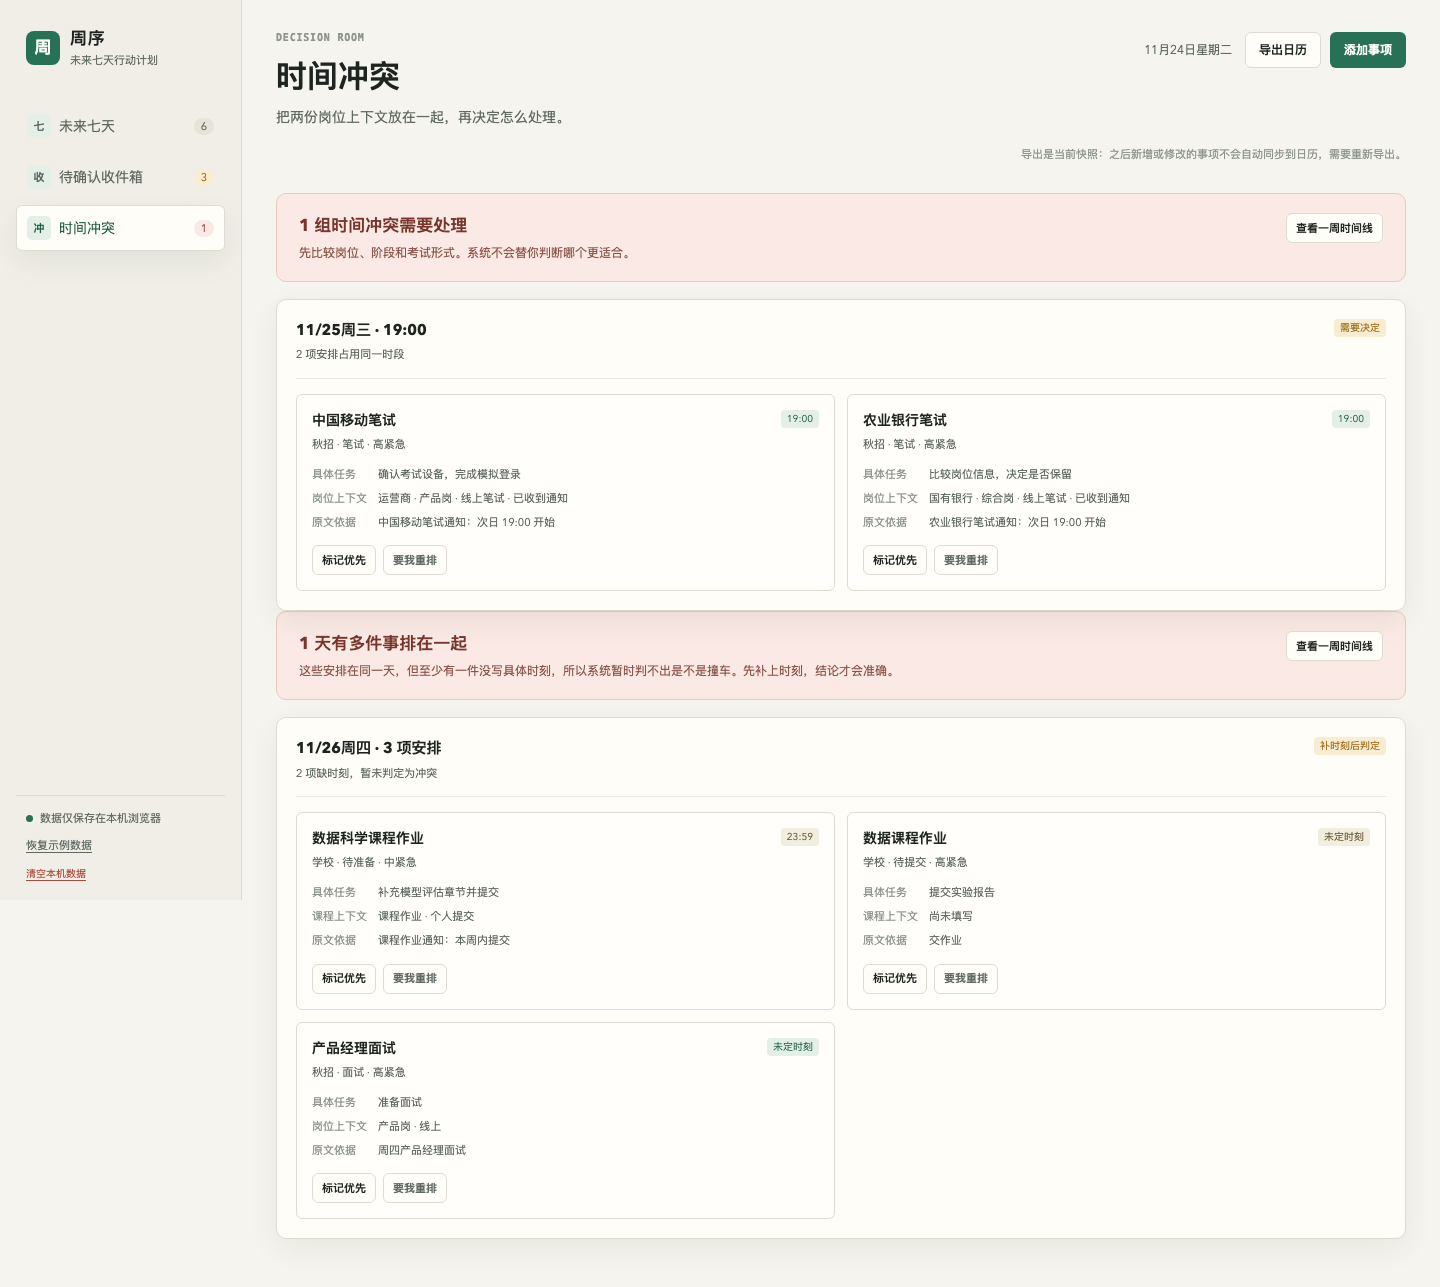 周
周序
未来七天行动计划
七
未来七天
6
收
待确认收件箱
3
冲
时间冲突
1
数据仅保存在本机浏览器
恢复示例数据
清空本机数据
DECISION ROOM
时间冲突
把两份岗位上下文放在一起，再决定怎么处理。
11月24日星期二
导出日历
添加事项
导出是当前快照：之后新增或修改的事项不会自动同步到日历，需要重新导出。
1 组时间冲突需要处理
先比较岗位、阶段和考试形式。系统不会替你判断哪个更适合。
查看一周时间线
11/25周三 · 19:00
2 项安排占用同一时段
需要决定
中国移动笔试
19:00
秋招 · 笔试 · 高紧急
具体任务 确认考试设备，完成模拟登录
岗位上下文 运营商 · 产品岗 · 线上笔试 · 已收到通知
原文依据 中国移动笔试通知：次日 19:00 开始
标记优先
要我重排
农业银行笔试
19:00
秋招 · 笔试 · 高紧急
具体任务 比较岗位信息，决定是否保留
岗位上下文 国有银行 · 综合岗 · 线上笔试 · 已收到通知
原文依据 农业银行笔试通知：次日 19:00 开始
标记优先
要我重排
1 天有多件事排在一起
这些安排在同一天，但至少有一件没写具体时刻，所以系统暂时判不出是不是撞车。先补上时刻，结论才会准确。
查看一周时间线
11/26周四 · 3 项安排
2 项缺时刻，暂未判定为冲突
补时刻后判定
数据科学课程作业
23:59
学校 · 待准备 · 中紧急
具体任务 补充模型评估章节并提交
课程上下文 课程作业 · 个人提交
原文依据 课程作业通知：本周内提交
标记优先
要我重排
数据课程作业
未定时刻
学校 · 待提交 · 高紧急
具体任务 提交实验报告
课程上下文 尚未填写
原文依据 交作业
标记优先
要我重排
产品经理面试
未定时刻
秋招 · 面试 · 高紧急
具体任务 准备面试
岗位上下文 产品岗 · 线上
原文依据 周四产品经理面试
标记优先
要我重排